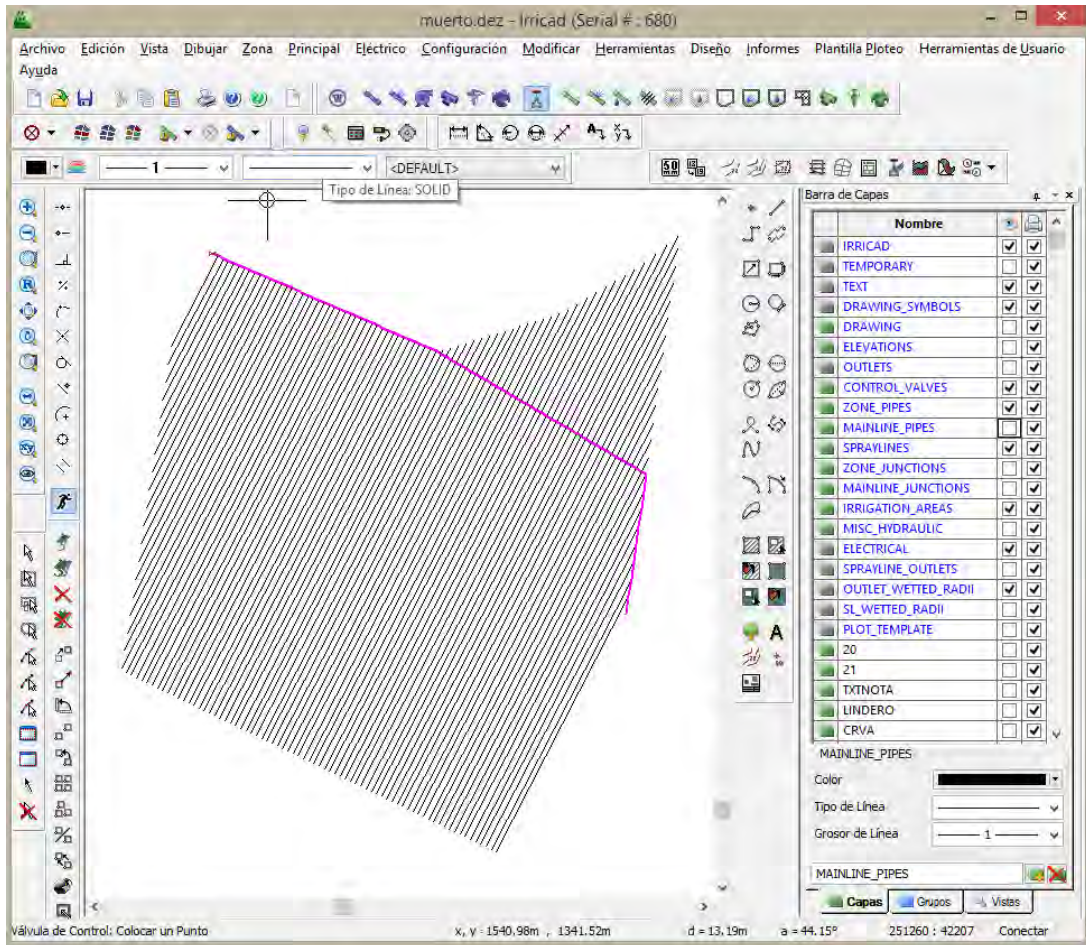 muerto.dez - Irricad (Serial # : 680)
Archivo Edición Vista Dibujar Zona Principal Eléctrico Configuración Modificar Herramientas Diseño Informes Plantilla Ploteo Herramientas de Usuario
Ayuda
1 <DEFAULT>
Tipo de Línea: SOLID
Barra de Capas
Nombre
IRRICAD
TEMPORARY
TEXT
DRAWING_SYMBOLS
DRAWING
ELEVATIONS
OUTLETS
CONTROL_VALVES
ZONE_PIPES
MAINLINE_PIPES
SPRAYLINES
ZONE_JUNCTIONS
MAINLINE_JUNCTIONS
IRRIGATION_AREAS
MISC_HYDRAULIC
ELECTRICAL
SPRAYLINE_OUTLETS
OUTLET_WETTED_RADII
SL_WETTED_RADII
PLOT_TEMPLATE
20
21
TXTNOTA
LINDERO
CRVA
MAINLINE_PIPES
Color
Tipo de Línea
Grosor de Línea 1
MAINLINE_PIPES
Capas Grupos Vistas
Válvula de Control: Colocar un Punto x, y - 1540.98m , 1341.52m d = 13.19m a = 44.15º 251260 : 42207 Conectar